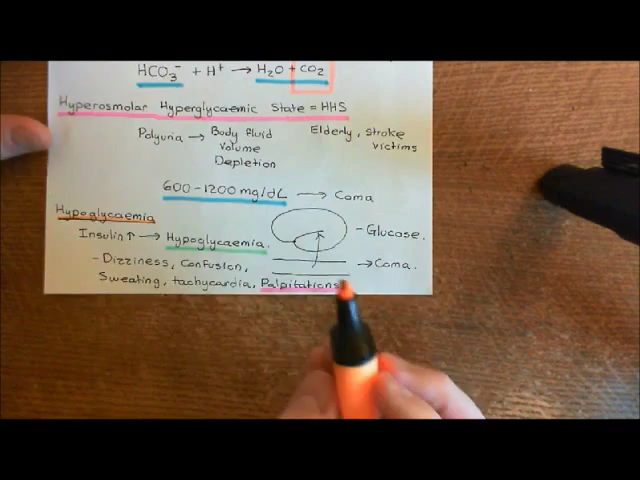 HCO3⁻ + H⁺ → H2O + CO2
Hyperosmolar Hyperglycaemic State = HHS
Polyuria → Body fluid Volume Depletion
Elderly, stroke victims
600-1200 mg/dL → Coma
Hypoglycaemia
Insulin↑ → Hypoglycaemia.
- Glucose.
→ Coma.
- Dizziness, confusion,
Sweating, tachycardia, Palpitations